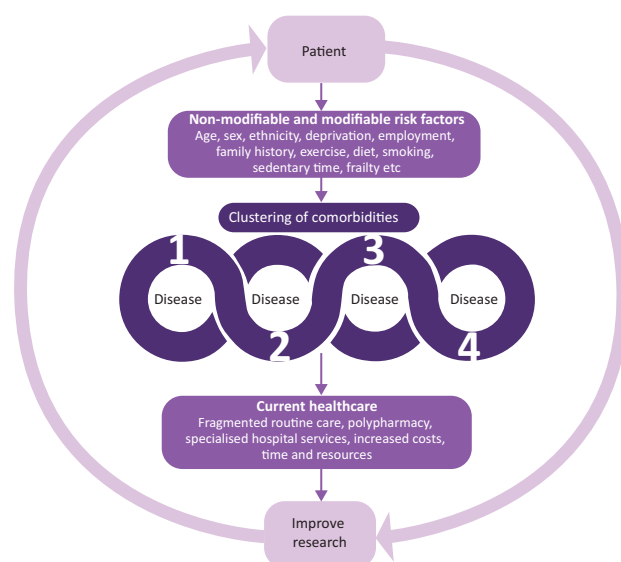 Patient
Non-modifiable and modifiable risk factors
Age, sex, ethnicity, deprivation, employment,
family history, exercise, diet, smoking,
sedentary time, frailty etc
Clustering of comorbidities
1
3
Disease
Disease
Disease
Disease
2
4
Current healthcare
Fragmented routine care, polypharmacy,
specialised hospital services, increased costs,
time and resources
Improve
research